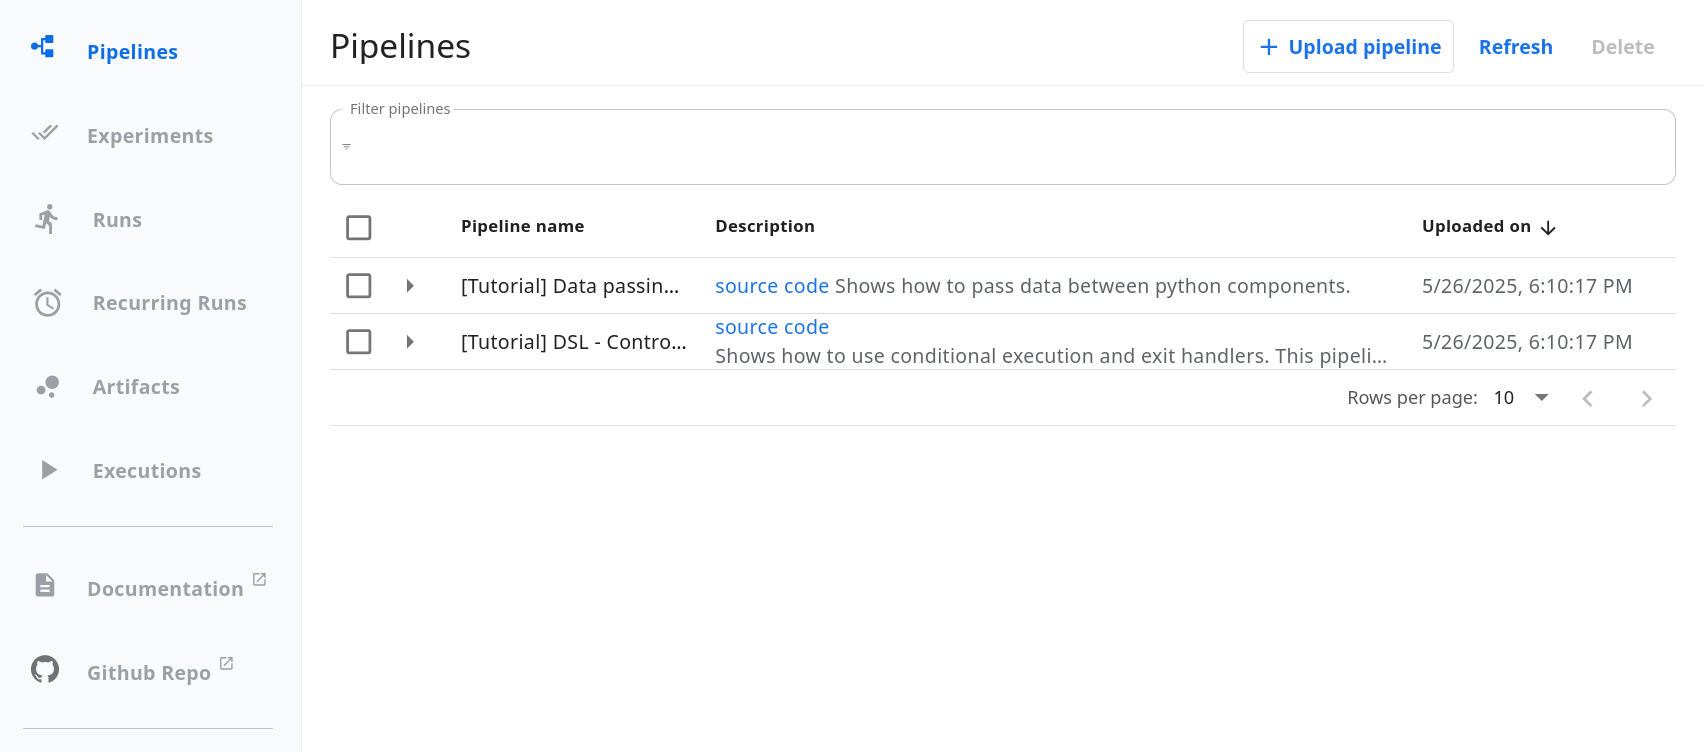 Pipelines
Experiments
Runs
Recurring Runs
Artifacts
Executions
Documentation
Github Repo
Pipelines
Upload pipeline
Refresh
Delete
Filter pipelines
Pipeline name
Description
Uploaded on
[Tutorial] Data passin...
source code Shows how to pass data between python components.
5/26/2025, 6:10:17 PM
[Tutorial] DSL - Contro...
source code
Shows how to use conditional execution and exit handlers. This pipeli...
5/26/2025, 6:10:17 PM
Rows per page: 10